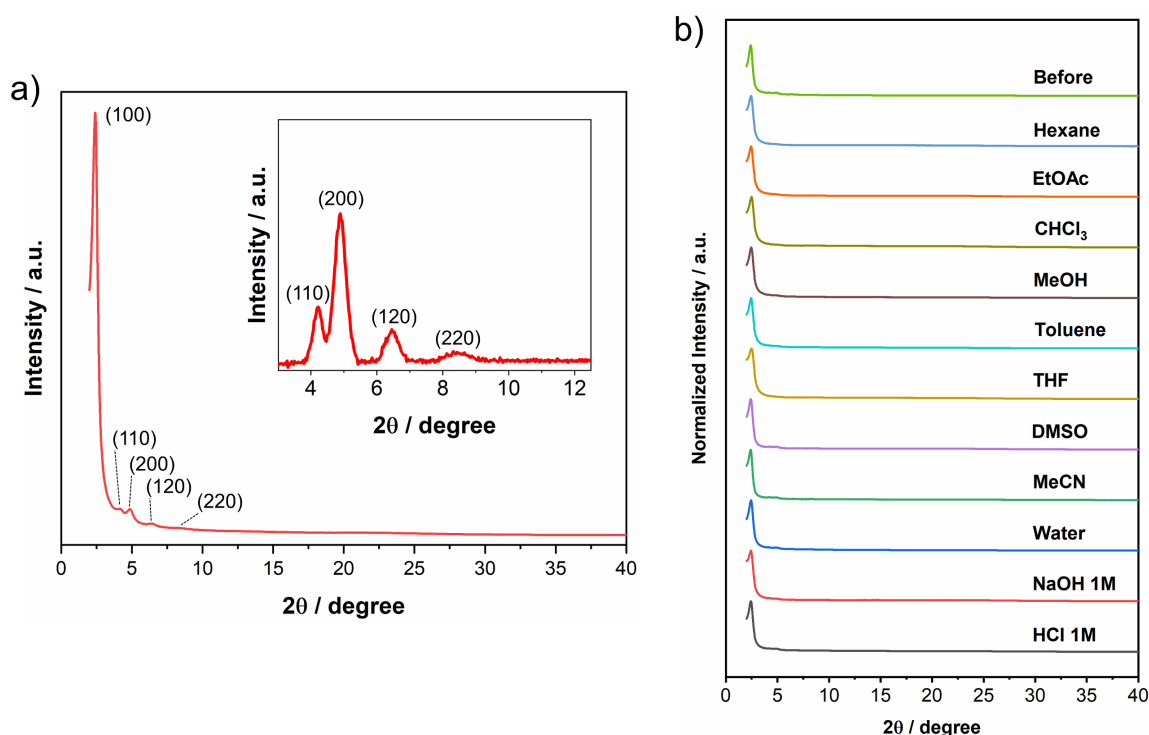 a)
Intensity / a.u.
(100)
(110)
(200)
(120)
(220)
0 5 10 15 20 25 30 35 40
2θ / degree
Intensity / a.u.
(110)
(200)
(120)
(220)
4 6 8 10 12
2θ / degree
b)
Normalized Intensity / a.u.
Before
Hexane
EtOAc
CHCl₃
MeOH
Toluene
THF
DMSO
MeCN
Water
NaOH 1M
HCl 1M
0 5 10 15 20 25 30 35 40
2θ / degree